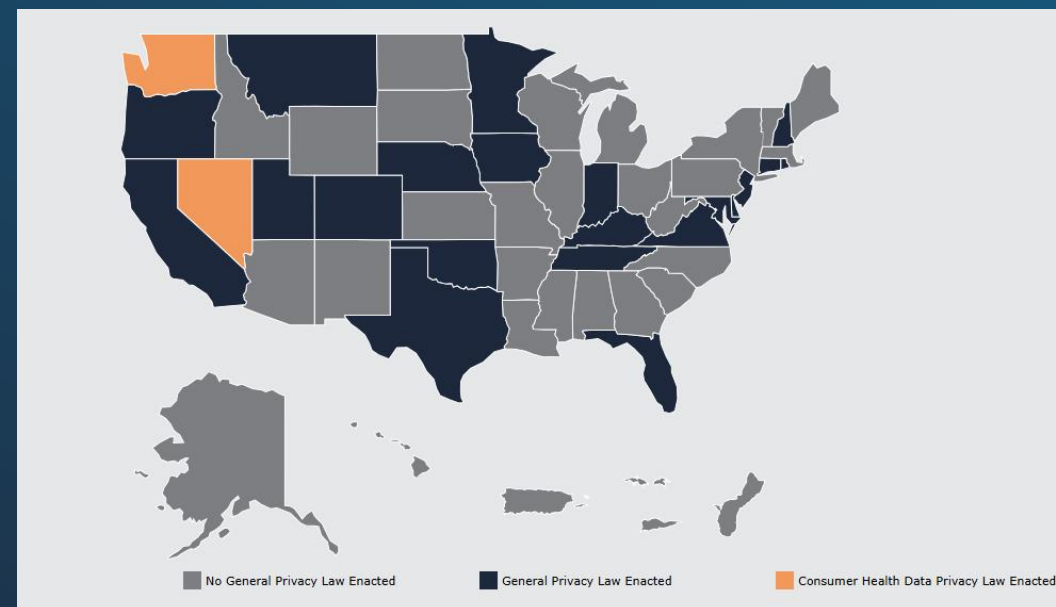 No General Privacy Law Enacted
General Privacy Law Enacted
Consumer Health Data Privacy Law Enacted